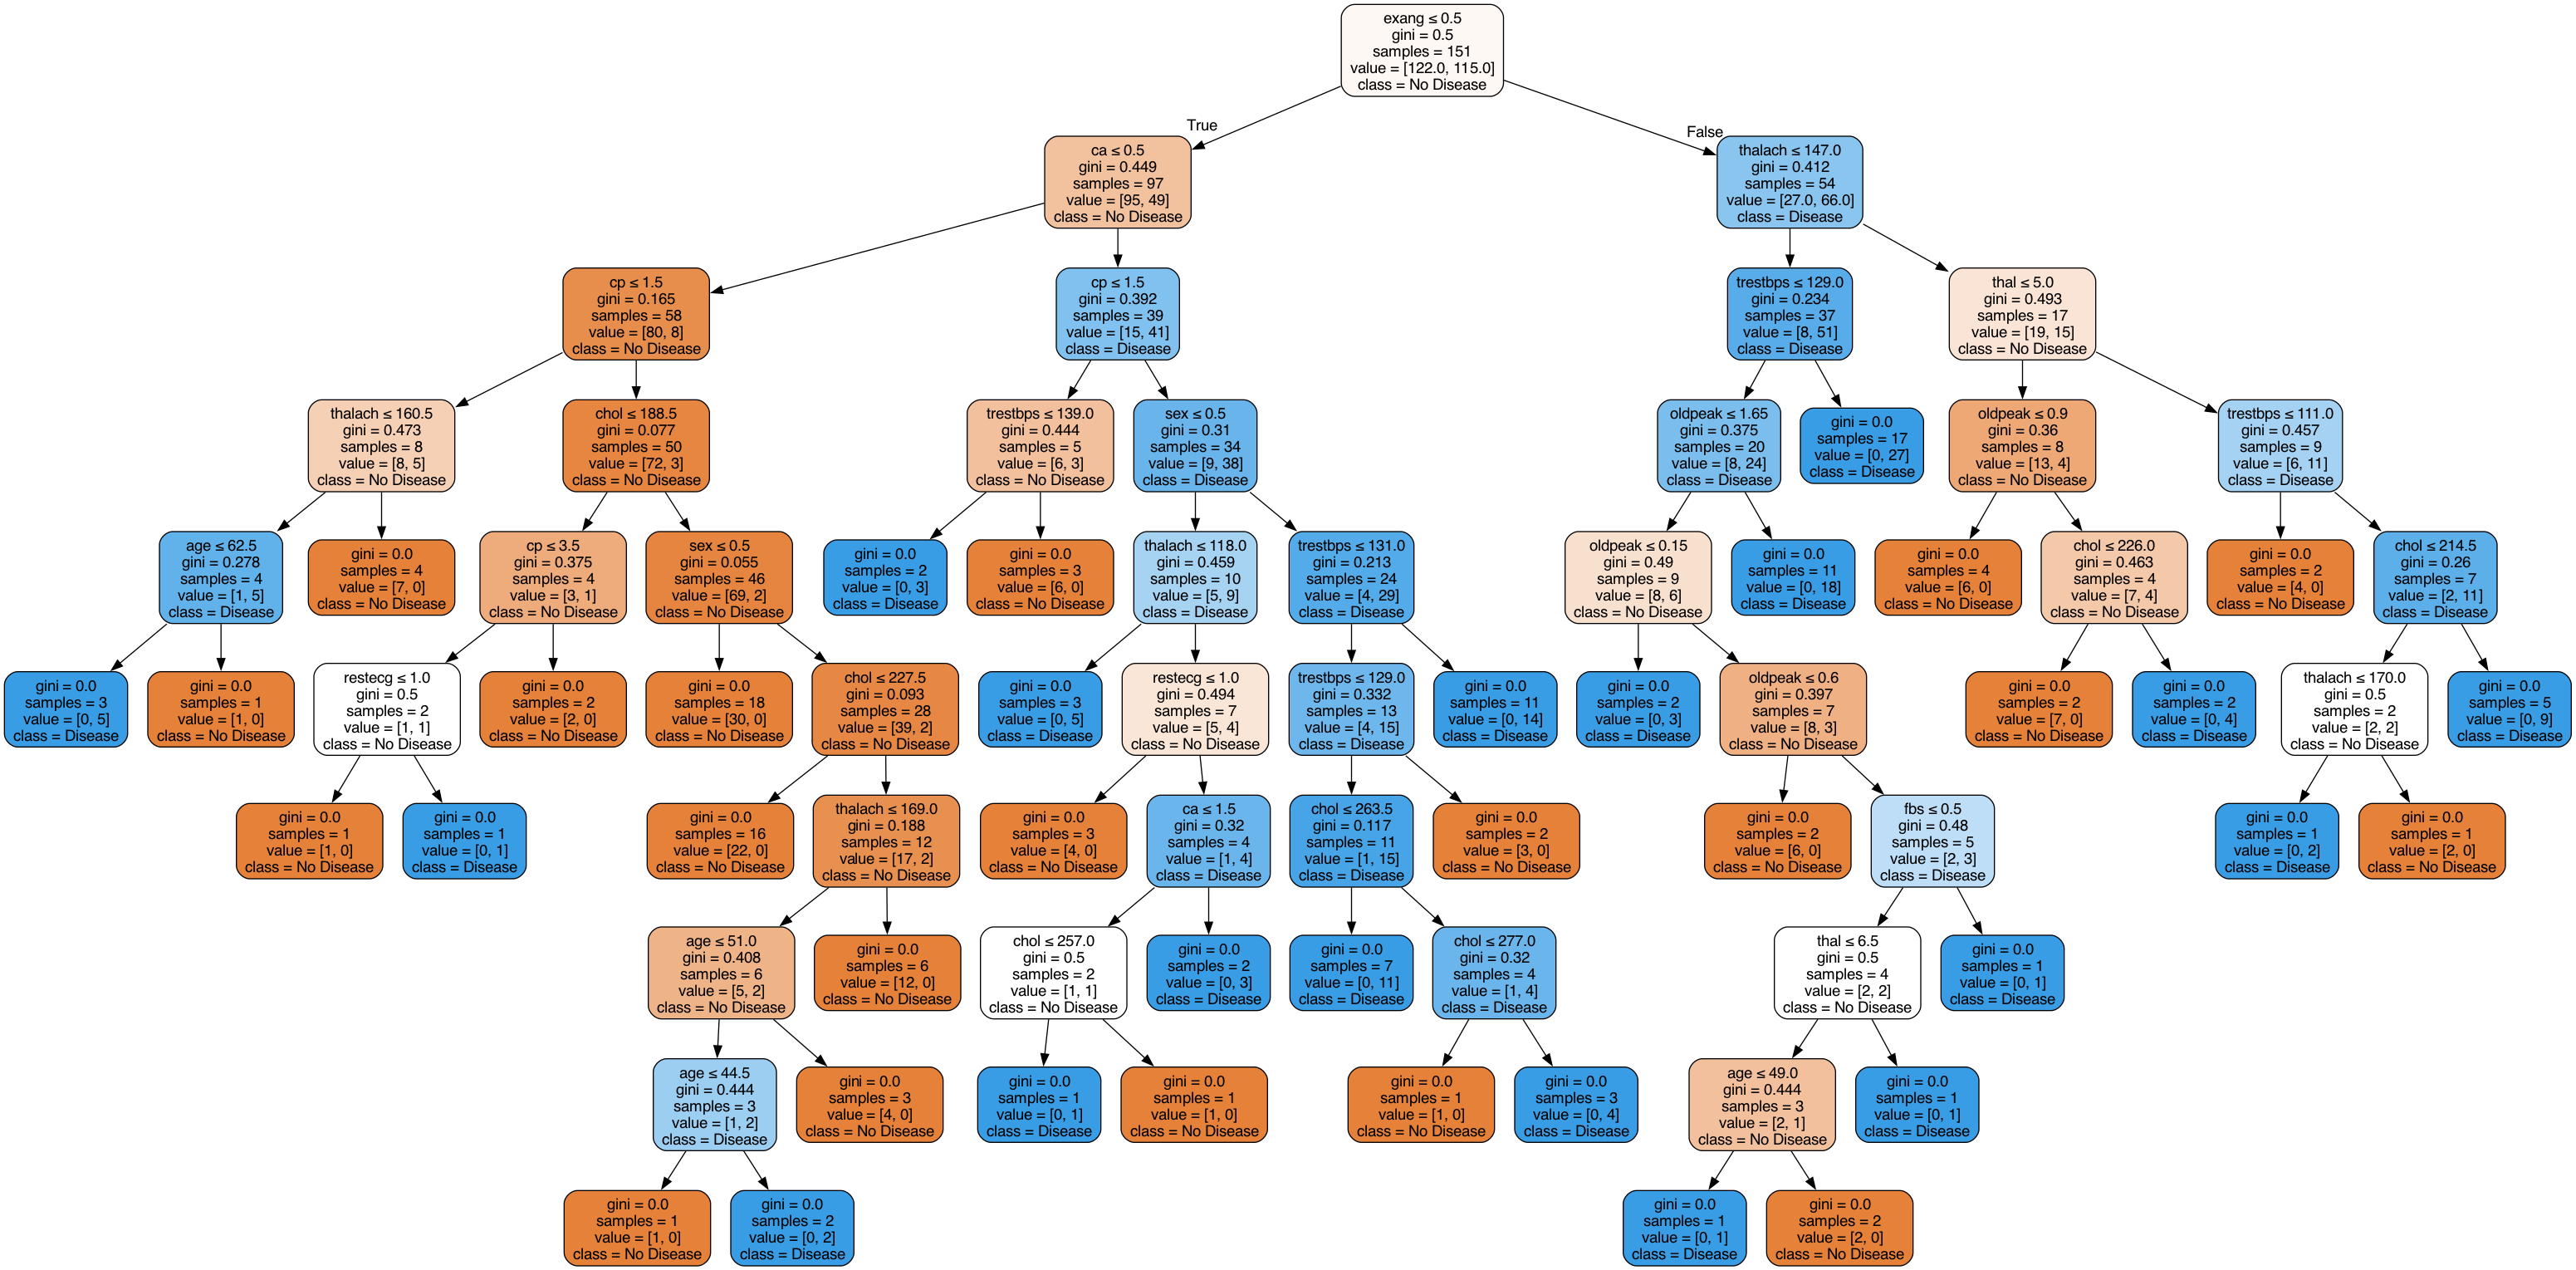 exang ≤ 0.5
gini = 0.5
samples = 151
value = [122.0, 115.0]
class = No Disease
True
False
ca ≤ 0.5
gini = 0.449
samples = 97
value = [95, 49]
class = No Disease
thalach ≤ 147.0
gini = 0.412
samples = 54
value = [27.0, 66.0]
class = Disease
cp ≤ 1.5
gini = 0.165
samples = 58
value = [80, 8]
class = No Disease
cp ≤ 1.5
gini = 0.392
samples = 39
value = [15, 41]
class = Disease
trestbps ≤ 129.0
gini = 0.234
samples = 37
value = [8, 51]
class = Disease
thal ≤ 5.0
gini = 0.493
samples = 17
value = [19, 15]
class = No Disease
thalach ≤ 160.5
gini = 0.473
samples = 8
value = [8, 5]
class = No Disease
chol ≤ 188.5
gini = 0.077
samples = 50
value = [72, 3]
class = No Disease
trestbps ≤ 139.0
gini = 0.444
samples = 5
value = [6, 3]
class = No Disease
sex ≤ 0.5
gini = 0.31
samples = 34
value = [9, 38]
class = Disease
oldpeak ≤ 1.65
gini = 0.375
samples = 20
value = [8, 24]
class = Disease
gini = 0.0
samples = 17
value = [0, 27]
class = Disease
oldpeak ≤ 0.9
gini = 0.36
samples = 8
value = [13, 4]
class = No Disease
trestbps ≤ 111.0
gini = 0.457
samples = 9
value = [6, 11]
class = Disease
age ≤ 62.5
gini = 0.278
samples = 4
value = [1, 5]
class = Disease
gini = 0.0
samples = 4
value = [7, 0]
class = No Disease
cp ≤ 3.5
gini = 0.375
samples = 4
value = [3, 1]
class = No Disease
sex ≤ 0.5
gini = 0.055
samples = 46
value = [69, 2]
class = No Disease
gini = 0.0
samples = 2
value = [0, 3]
class = Disease
gini = 0.0
samples = 3
value = [6, 0]
class = No Disease
thalach ≤ 118.0
gini = 0.459
samples = 10
value = [5, 9]
class = Disease
trestbps ≤ 131.0
gini = 0.213
samples = 24
value = [4, 29]
class = Disease
oldpeak ≤ 0.15
gini = 0.49
samples = 9
value = [8, 6]
class = No Disease
gini = 0.0
samples = 11
value = [0, 18]
class = Disease
gini = 0.0
samples = 4
value = [6, 0]
class = No Disease
chol ≤ 226.0
gini = 0.463
samples = 4
value = [7, 4]
class = No Disease
gini = 0.0
samples = 2
value = [4, 0]
class = No Disease
chol ≤ 214.5
gini = 0.26
samples = 7
value = [2, 11]
class = Disease
gini = 0.0
samples = 3
value = [0, 5]
class = Disease
gini = 0.0
samples = 1
value = [1, 0]
class = No Disease
restecg ≤ 1.0
gini = 0.5
samples = 2
value = [1, 1]
class = No Disease
gini = 0.0
samples = 2
value = [2, 0]
class = No Disease
gini = 0.0
samples = 18
value = [30, 0]
class = No Disease
chol ≤ 227.5
gini = 0.093
samples = 28
value = [39, 2]
class = No Disease
gini = 0.0
samples = 3
value = [0, 5]
class = Disease
restecg ≤ 1.0
gini = 0.494
samples = 7
value = [5, 4]
class = No Disease
trestbps ≤ 129.0
gini = 0.332
samples = 13
value = [4, 15]
class = Disease
gini = 0.0
samples = 11
value = [0, 14]
class = Disease
gini = 0.0
samples = 2
value = [0, 3]
class = Disease
oldpeak ≤ 0.6
gini = 0.397
samples = 7
value = [8, 3]
class = No Disease
gini = 0.0
samples = 2
value = [7, 0]
class = No Disease
gini = 0.0
samples = 2
value = [0, 4]
class = Disease
thalach ≤ 170.0
gini = 0.5
samples = 2
value = [2, 2]
class = No Disease
gini = 0.0
samples = 5
value = [0, 9]
class = Disease
gini = 0.0
samples = 1
value = [1, 0]
class = No Disease
gini = 0.0
samples = 1
value = [0, 1]
class = Disease
gini = 0.0
samples = 16
value = [22, 0]
class = No Disease
thalach ≤ 169.0
gini = 0.188
samples = 12
value = [17, 2]
class = No Disease
gini = 0.0
samples = 3
value = [4, 0]
class = No Disease
ca ≤ 1.5
gini = 0.32
samples = 4
value = [1, 4]
class = Disease
chol ≤ 263.5
gini = 0.117
samples = 11
value = [1, 15]
class = Disease
gini = 0.0
samples = 2
value = [3, 0]
class = No Disease
gini = 0.0
samples = 2
value = [6, 0]
class = No Disease
fbs ≤ 0.5
gini = 0.48
samples = 5
value = [2, 3]
class = Disease
gini = 0.0
samples = 1
value = [0, 2]
class = Disease
gini = 0.0
samples = 1
value = [2, 0]
class = No Disease
age ≤ 51.0
gini = 0.408
samples = 6
value = [5, 2]
class = No Disease
gini = 0.0
samples = 6
value = [12, 0]
class = No Disease
chol ≤ 257.0
gini = 0.5
samples = 2
value = [1, 1]
class = No Disease
gini = 0.0
samples = 2
value = [0, 3]
class = Disease
gini = 0.0
samples = 7
value = [0, 11]
class = Disease
chol ≤ 277.0
gini = 0.32
samples = 4
value = [1, 4]
class = Disease
thal ≤ 6.5
gini = 0.5
samples = 4
value = [2, 2]
class = No Disease
gini = 0.0
samples = 1
value = [0, 1]
class = Disease
age ≤ 44.5
gini = 0.444
samples = 3
value = [1, 2]
class = Disease
gini = 0.0
samples = 3
value = [4, 0]
class = No Disease
gini = 0.0
samples = 1
value = [0, 1]
class = Disease
gini = 0.0
samples = 1
value = [1, 0]
class = No Disease
gini = 0.0
samples = 1
value = [1, 0]
class = No Disease
gini = 0.0
samples = 3
value = [0, 4]
class = Disease
age ≤ 49.0
gini = 0.444
samples = 3
value = [2, 1]
class = No Disease
gini = 0.0
samples = 1
value = [0, 1]
class = Disease
gini = 0.0
samples = 1
value = [1, 0]
class = No Disease
gini = 0.0
samples = 2
value = [0, 2]
class = Disease
gini = 0.0
samples = 1
value = [0, 1]
class = Disease
gini = 0.0
samples = 2
value = [2, 0]
class = No Disease